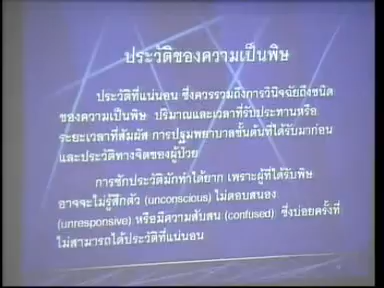 ประวัติของความเป็นพิษ
ประวัติที่แน่นอน ซึ่งควรรวมถึงการวินิจฉัยถึงชนิด
ของความเป็นพิษ ปริมาณและเวลาที่รับประทานหรือ
ระยะเวลาที่สัมผัส การปฐมพยาบาลขั้นต้นที่ได้รับมาก่อน
และประวัติทางจิตของผู้ป่วย
การซักประวัติมักทำได้ยาก เพราะผู้ที่ได้รับพิษ
อาจจะไม่รู้สึกตัว (unconscious) ไม่ตอบสนอง
(unresponsive) หรือมีความสับสน (confused) ซึ่งบ่อยครั้งที่
ไม่สามารถได้ประวัติที่แน่นอน